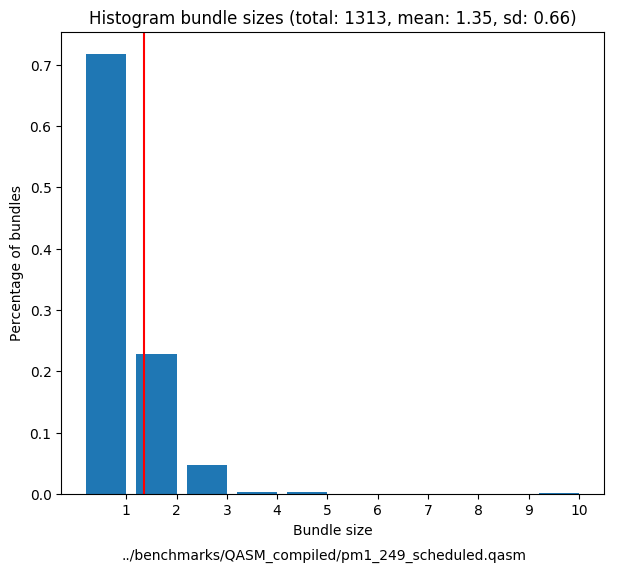 Histogram bundle sizes (total: 1313, mean: 1.35, sd: 0.66)
0.7
0.6
0.5
0.4
0.3
0.2
0.1
0.0
Percentage of bundles
1 2 3 4 5 6 7 8 9 10
Bundle size
../benchmarks/QASM_compiled/pm1_249_scheduled.qasm